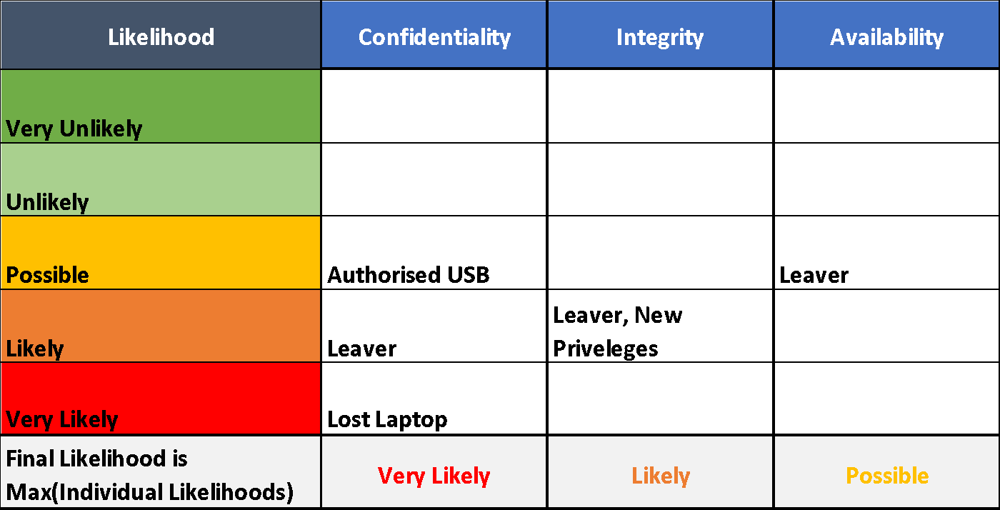 Likelihood Confidentiality Integrity Availability
Very Unlikely
Unlikely
Possible Authorised USB Leaver
Leaver, New
Likely Leaver Priveleges
Very Likely Lost Laptop
Final Likelihood is
Max(Individual Likelihoods) Very Likely Likely Possible